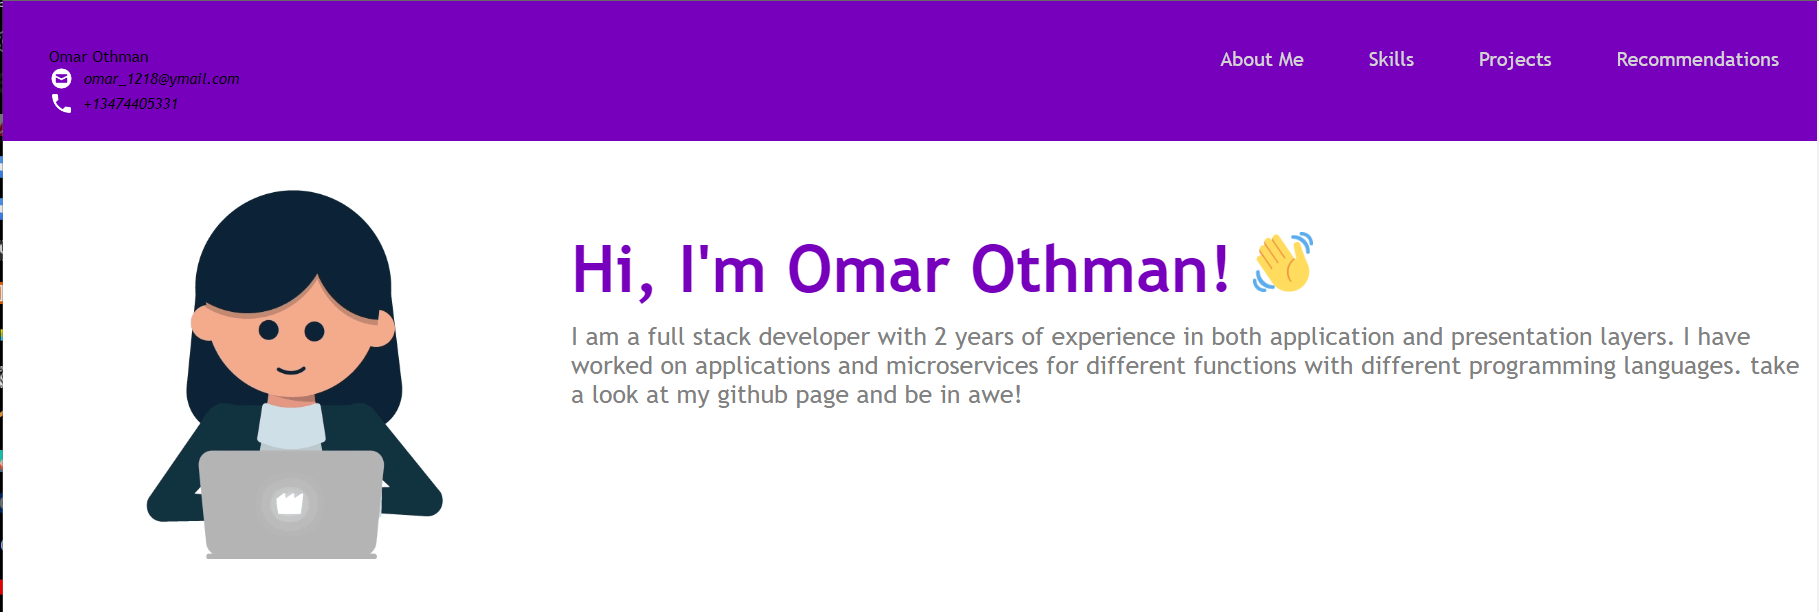 Omar Othman
omar_1218@ymail.com
+13474405331
About Me Skills Projects Recommendations
Hi, I'm Omar Othman! 👋
I am a full stack developer with 2 years of experience in both application and presentation layers. I have
worked on applications and microservices for different functions with different programming languages. take
a look at my github page and be in awe!